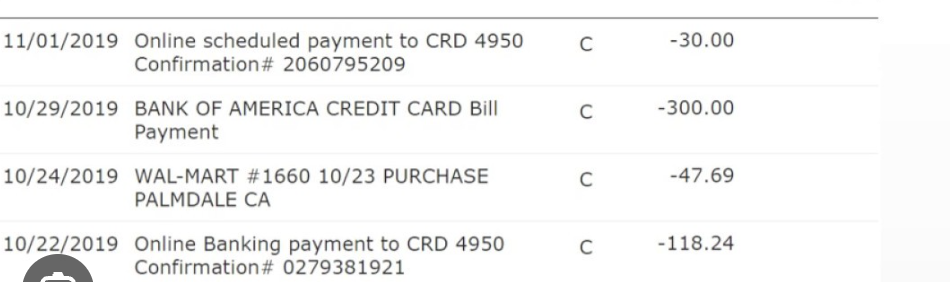 11/01/2019 Online scheduled payment to CRD 4950 C -30.00
Confirmation# 2060795209
10/29/2019 BANK OF AMERICA CREDIT CARD Bill C -300.00
Payment
10/24/2019 WAL-MART #1660 10/23 PURCHASE C -47.69
PALMDALE CA
10/22/2019 Online Banking payment to CRD 4950 C -118.24
Confirmation# 0279381921